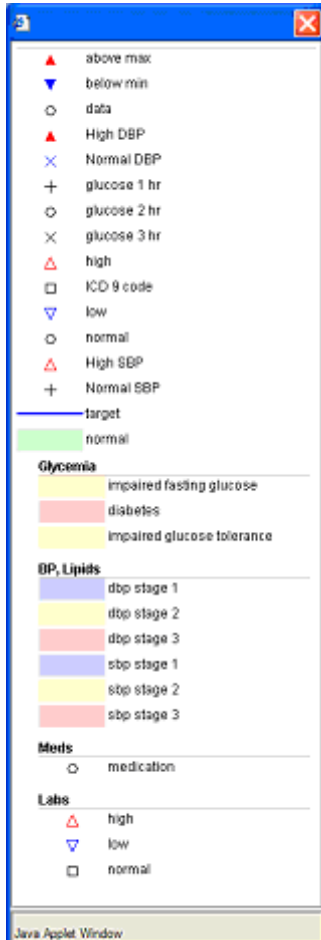 above max
below min
data
High DBP
Normal DBP
glucose 1 hr
glucose 2 hr
glucose 3 hr
high
ICD 9 code
low
normal
High SBP
Normal SBP
target
normal
Glycemia
impaired fasting glucose
diabetes
impaired glucose tolerance
BP, Lipids
dbp stage 1
dbp stage 2
dbp stage 3
sbp stage 1
sbp stage 2
sbp stage 3
Meds
medication
Labs
high
low
normal
Java Applet Window